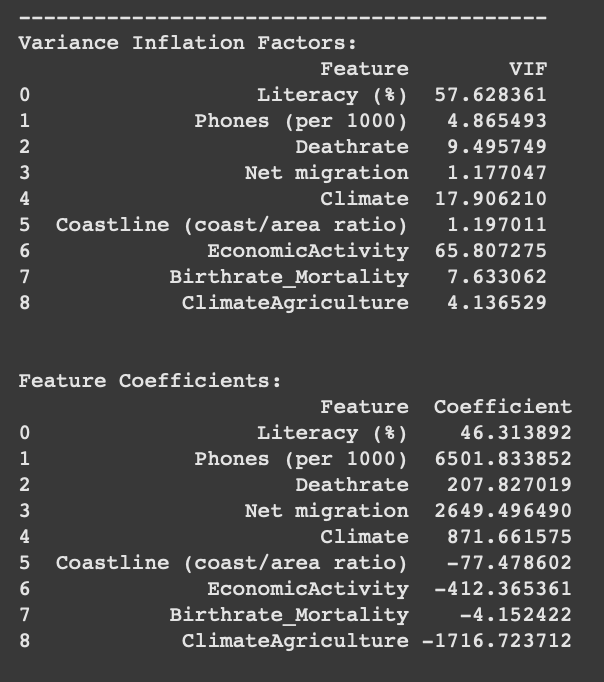 ------------------------------------------
Variance Inflation Factors:
                        Feature        VIF
0                  Literacy (%)  57.628361
1             Phones (per 1000)   4.865493
2                     Deathrate   9.495749
3                 Net migration   1.177047
4                       Climate  17.906210
5  Coastline (coast/area ratio)   1.197011
6              EconomicActivity  65.807275
7           Birthrate_Mortality   7.633062
8            ClimateAgriculture   4.136529
Feature Coefficients:
                        Feature  Coefficient
0                  Literacy (%)    46.313892
1             Phones (per 1000)  6501.833852
2                     Deathrate   207.827019
3                 Net migration  2649.496490
4                       Climate   871.661575
5  Coastline (coast/area ratio)   -77.478602
6              EconomicActivity  -412.365361
7           Birthrate_Mortality    -4.152422
8            ClimateAgriculture -1716.723712